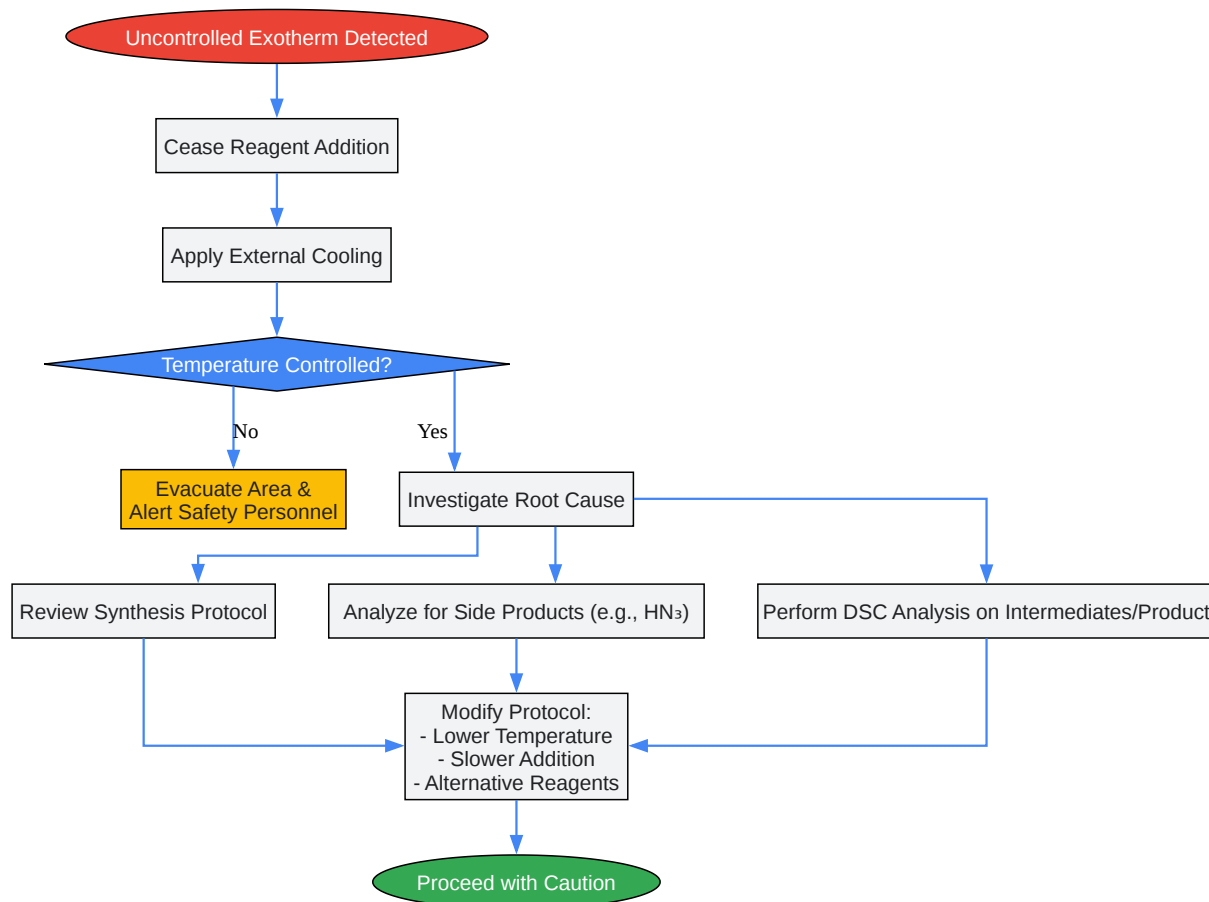 Uncontrolled Exotherm Detected
Cease Reagent Addition
Apply External Cooling
Temperature Controlled?
No
Yes
Evacuate Area &
Alert Safety Personnel
Investigate Root Cause
Review Synthesis Protocol
Analyze for Side Products (e.g., HN₃)
Perform DSC Analysis on Intermediates/Product
Modify Protocol:
- Lower Temperature
- Slower Addition
- Alternative Reagents
Proceed with Caution